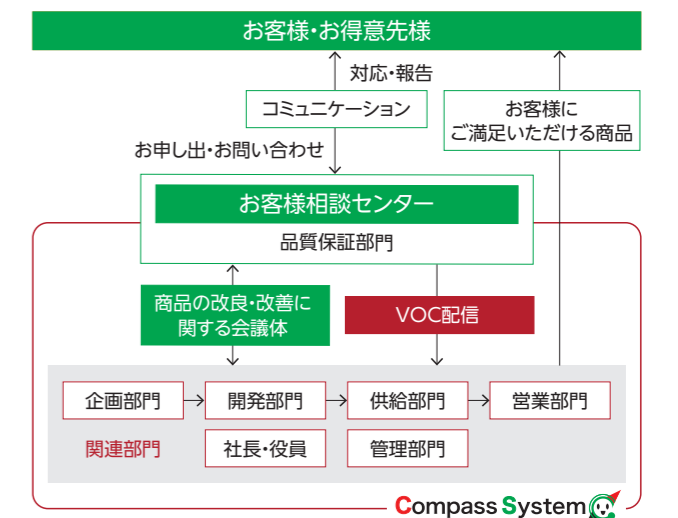 お客様・お得意先様
対応・報告
コミュニケーション
お客様に
ご満足いただける商品
お申し出・お問い合わせ
お客様相談センター
品質保証部門
商品の改良・改善に
関する会議体
VOC配信
企画部門
開発部門
供給部門
営業部門
関連部門
社長・役員
管理部門
Compass System